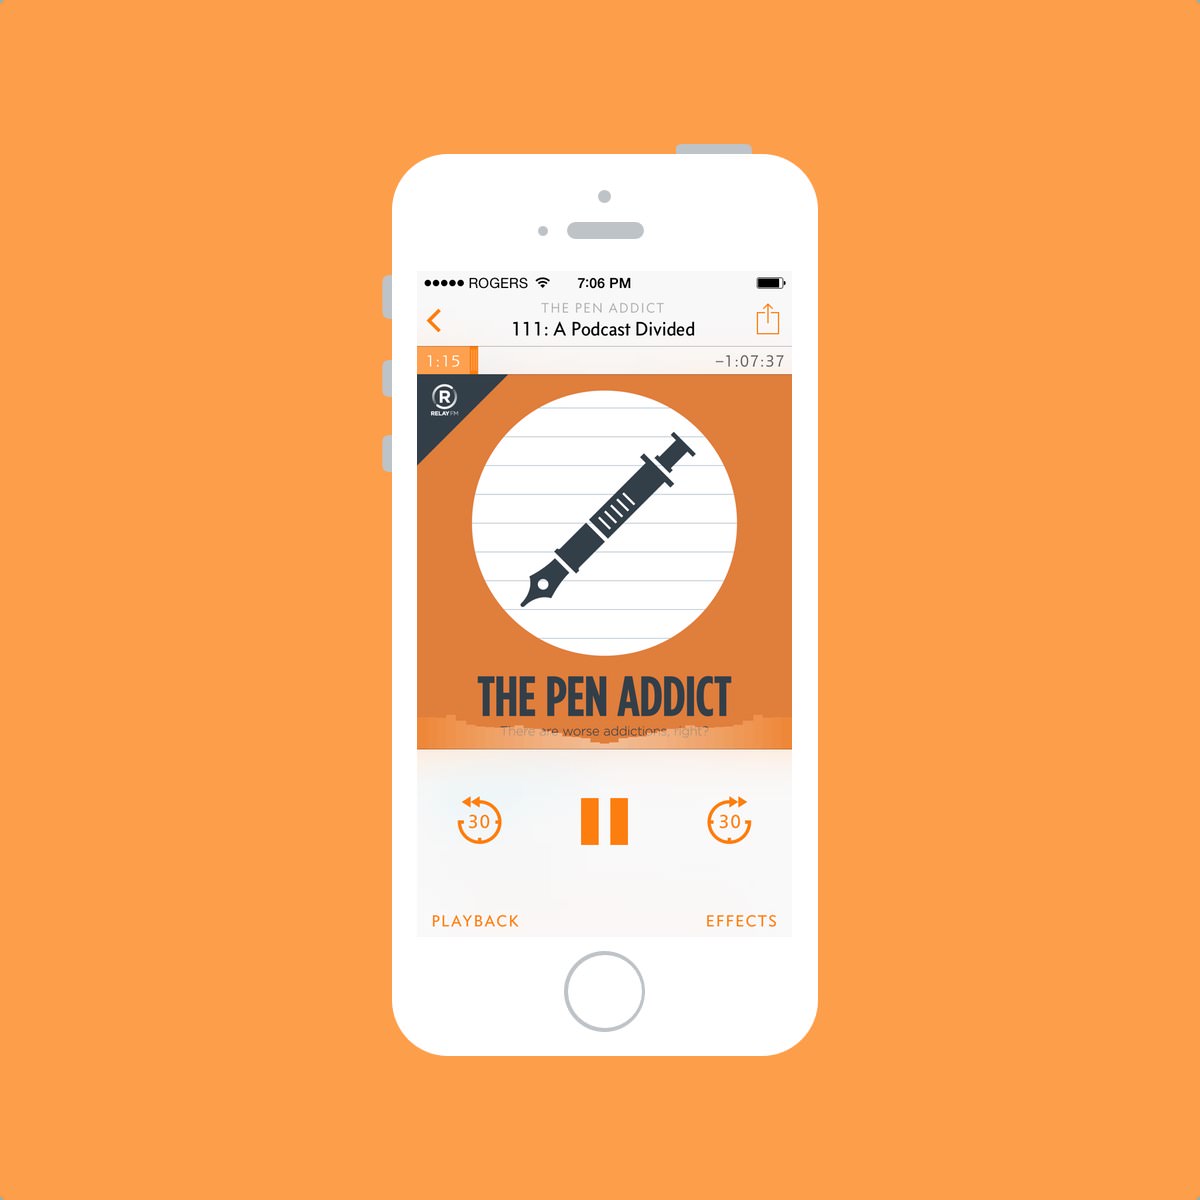 ROGERS 7:06 PM
THE PEN ADDICT
111: A Podcast Divided
1:15 −1:07:37
R
RELAY FM
THE PEN ADDICT
There are worse addictions, right?
30 30
PLAYBACK EFFECTS